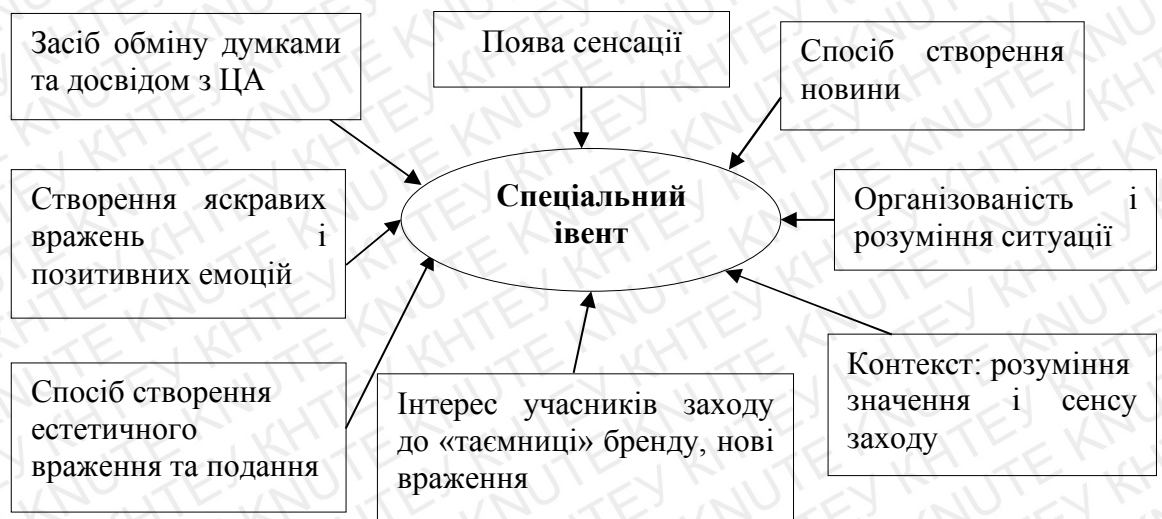 Засіб обміну думками
та досвідом з ЦА
Поява сенсації
Спосіб створення
новини
Створення яскравих
вражень і
позитивних емоцій
Спеціальний
івент
Організованість і
розуміння ситуації
Спосіб створення
естетичного
враження та подання
Інтерес учасників заходу
до «таємниці» бренду, нові
враження
Контекст: розуміння
значення і сенсу
заходу